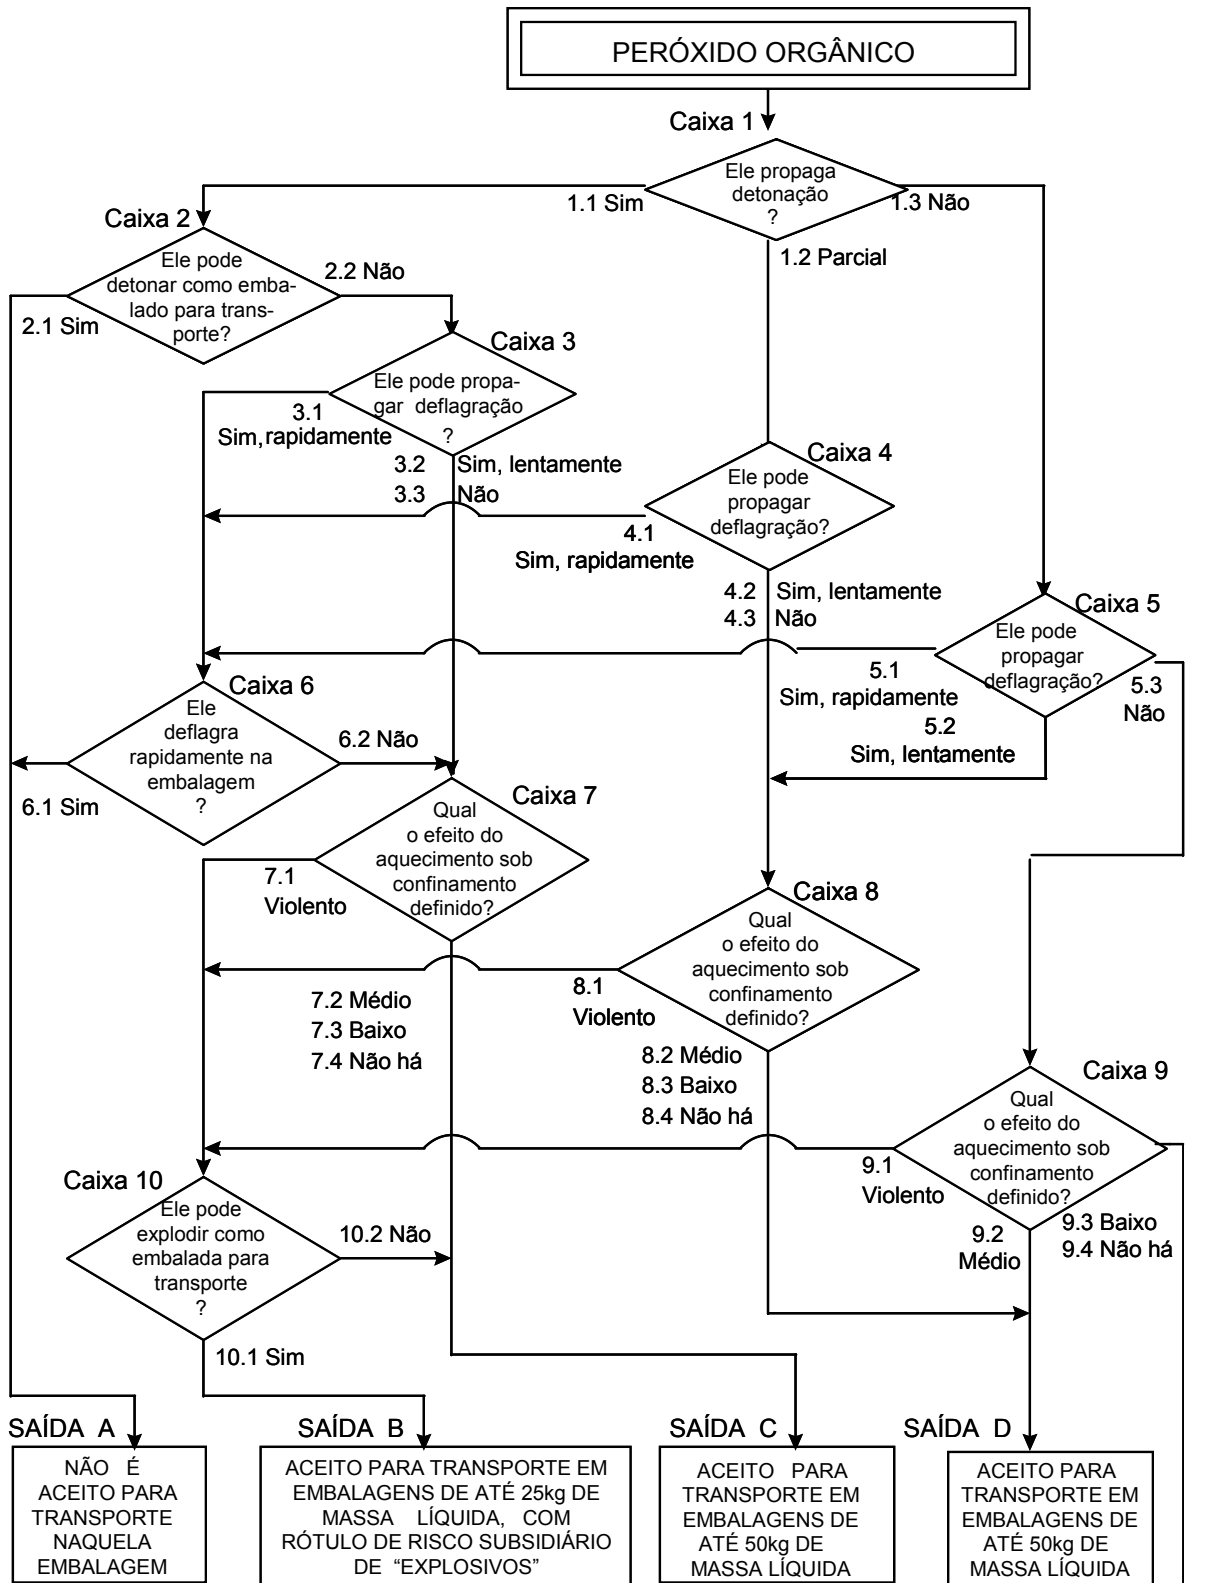 PERÓXIDO ORGÂNICO
Caixa 1
Ele propaga
detonação
?
1.1 Sim
1.3 Não
1.2 Parcial
Caixa 2
Ele pode
detonar como emba-
lado para trans-
porte?
2.2 Não
2.1 Sim
Caixa 3
Ele pode propa-
gar deflagração
?
3.1
Sim, rapidamente
3.2 Sim, lentamente
3.3 Não
Caixa 4
Ele pode
propagar
deflagração?
4.1
Sim, rapidamente
4.2 Sim, lentamente
4.3 Não
Caixa 5
Ele pode
propagar
deflagração?
5.1
Sim, rapidamente
5.3
Não
5.2
Sim, lentamente
Caixa 6
Ele
deflagra
rapidamente na
embalagem
?
6.2 Não
6.1 Sim
Caixa 7
Qual
o efeito do
aquecimento sob
confinamento
definido?
7.1
Violento
7.2 Médio
7.3 Baixo
7.4 Não há
Caixa 8
Qual
o efeito do
aquecimento sob
confinamento
definido?
8.1
Violento
8.2 Médio
8.3 Baixo
8.4 Não há
Caixa 9
Qual
o efeito do
aquecimento sob
confinamento
definido?
9.1
Violento
9.2
Médio
9.3 Baixo
9.4 Não há
Caixa 10
Ele pode
explodir como
embalada para
transporte
?
10.2 Não
10.1 Sim
SAÍDA A
NÃO É
ACEITO PARA
TRANSPORTE
NAQUELA
EMBALAGEM
SAÍDA B
ACEITO PARA TRANSPORTE EM
EMBALAGENS DE ATÉ 25kg DE
MASSA LÍQUIDA, COM
RÓTULO DE RISCO SUBSIDIÁRIO
DE “EXPLOSIVOS”
SAÍDA C
ACEITO PARA
TRANSPORTE EM
EMBALAGENS DE
ATÉ 50kg DE
MASSA LÍQUIDA
SAÍDA D
ACEITO PARA
TRANSPORTE EM
EMBALAGENS DE
ATÉ 50kg DE
MASSA LÍQUIDA